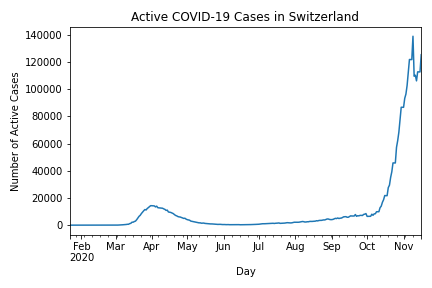 Active COVID-19 Cases in Switzerland
140000
120000
100000
80000
60000
40000
20000
0
Number of Active Cases
Feb Mar Apr May Jun Jul Aug Sep Oct Nov
2020
Day